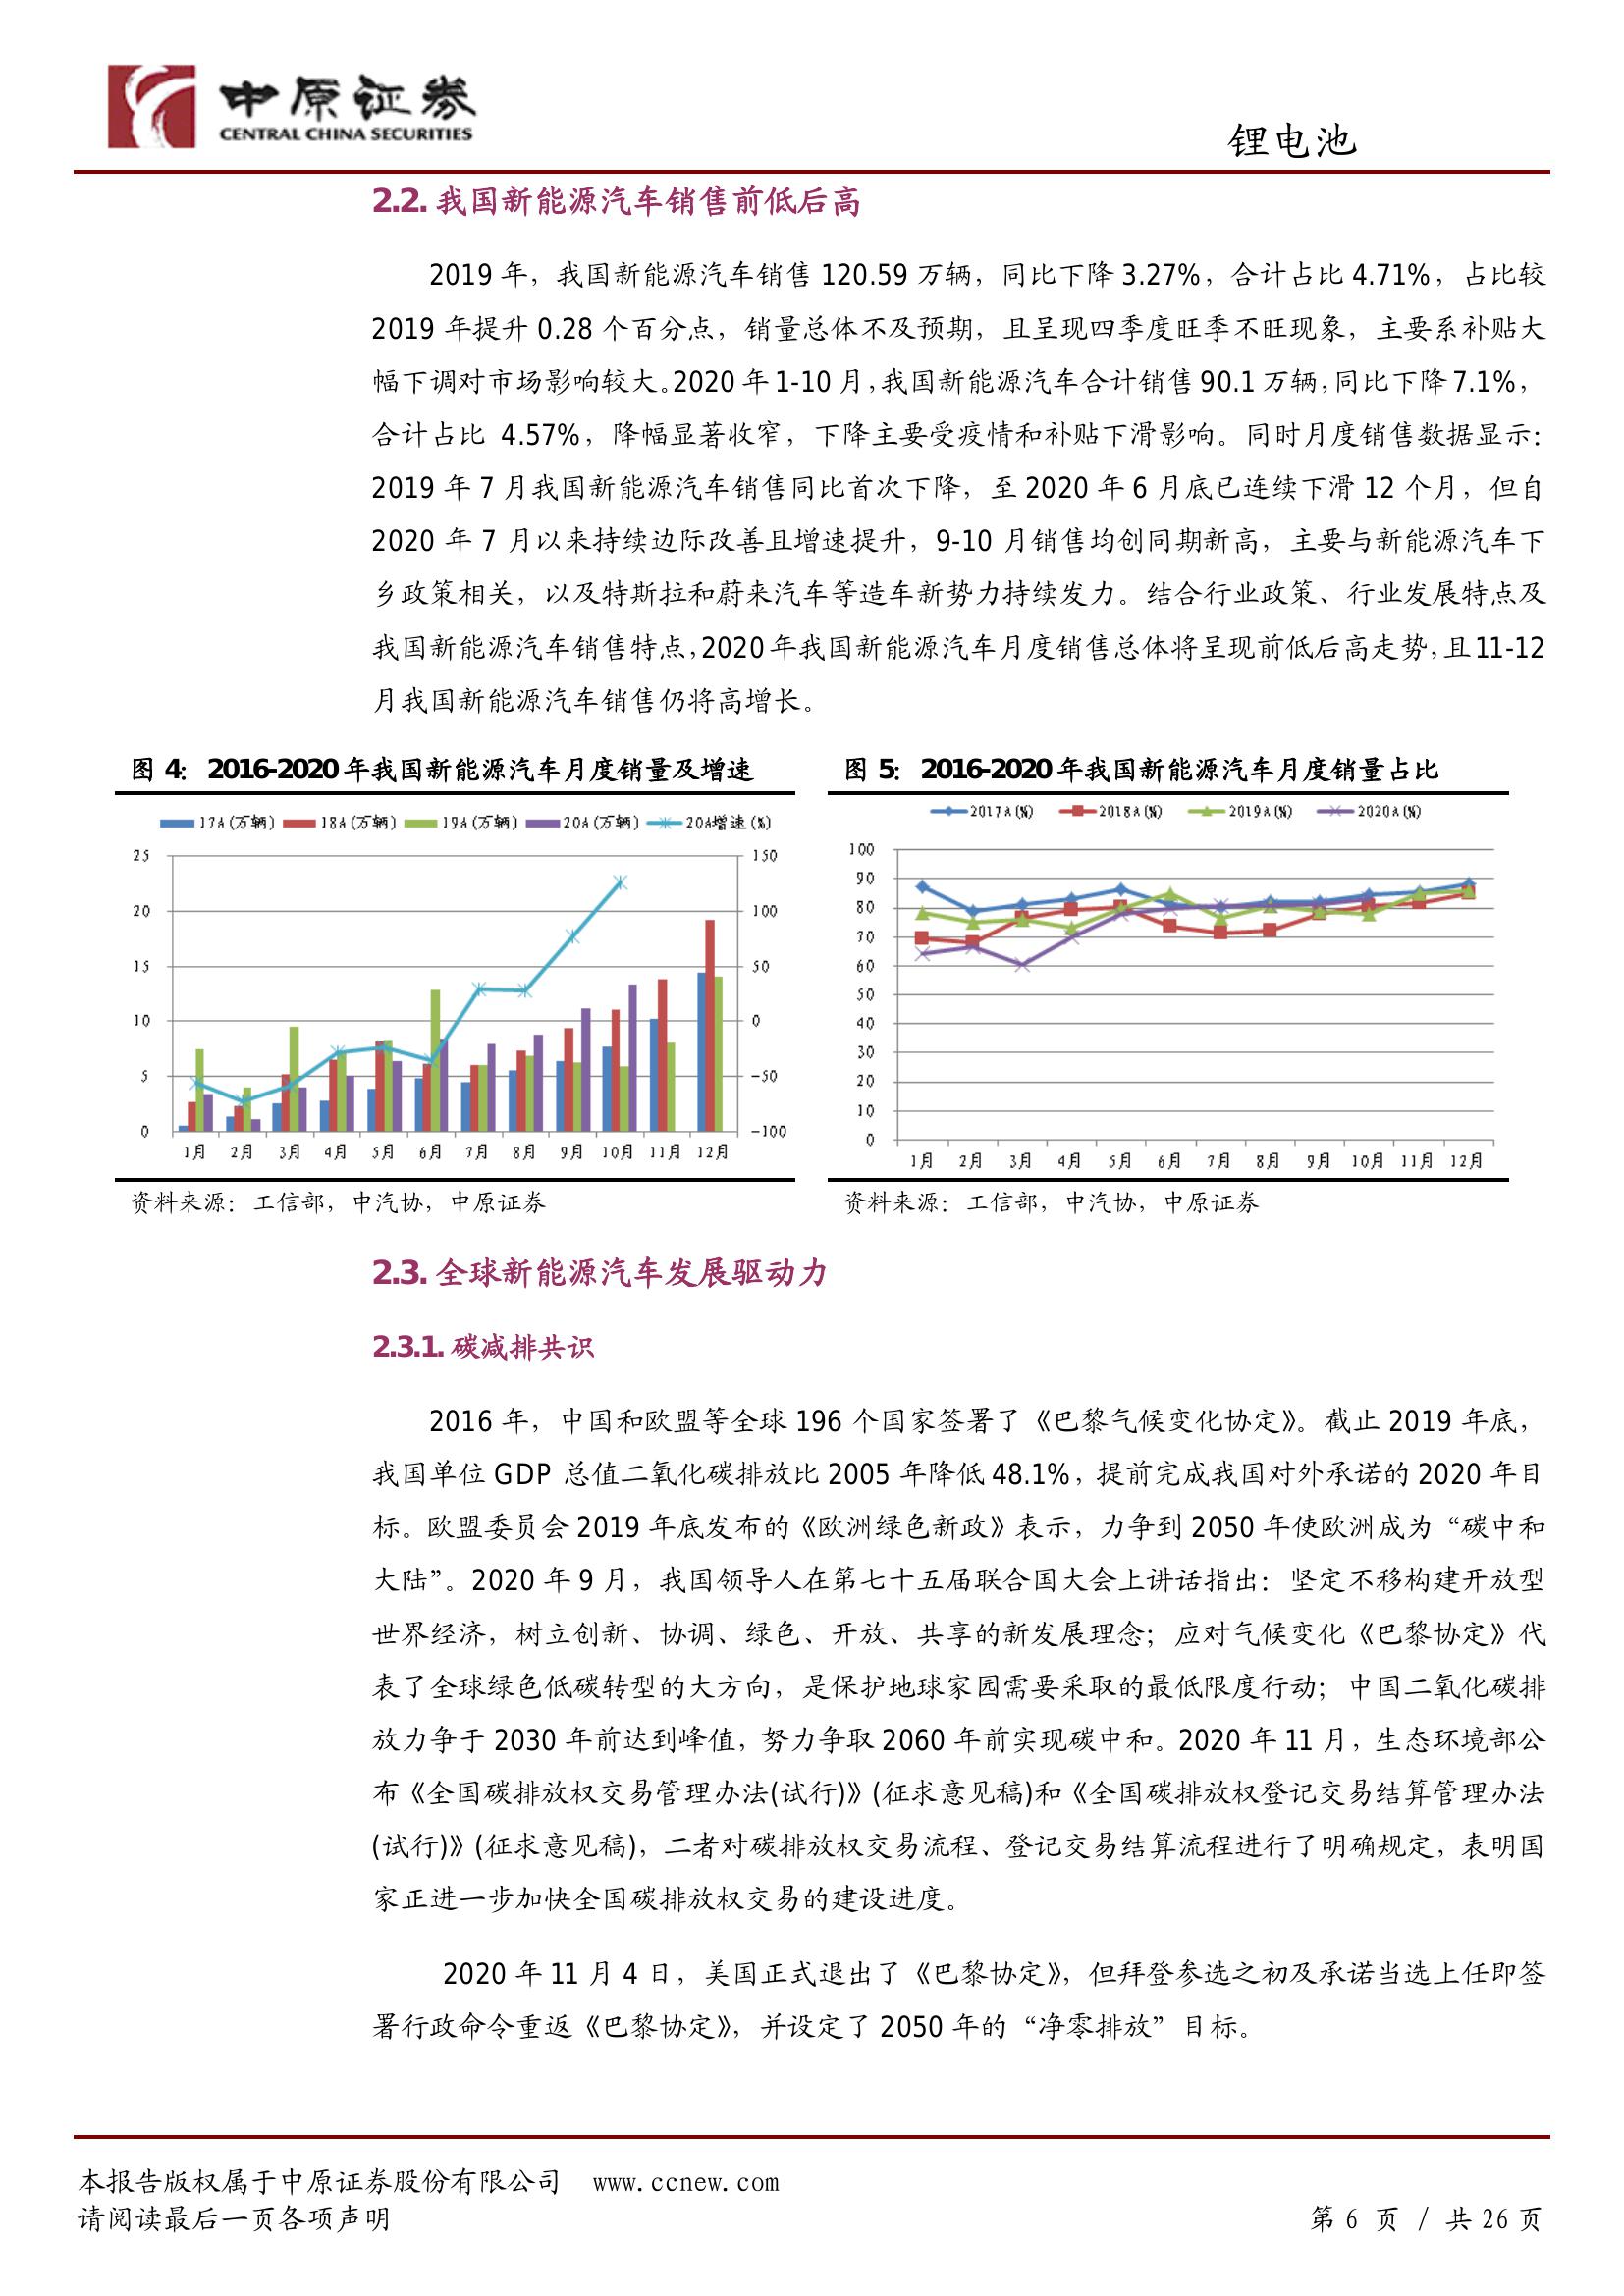 中原证券
CENTRAL CHINA SECURITIES
锂电池
2.2. 我国新能源汽车销售前低后高
2019 年，我国新能源汽车销售 120.59 万辆，同比下降 3.27%，合计占比 4.71%，占比较
2019 年提升 0.28 个百分点，销量总体不及预期，且呈现四季度旺季不旺现象，主要系补贴大
幅下调对市场影响较大。2020 年 1-10 月，我国新能源汽车合计销售 90.1 万辆，同比下降 7.1%，
合计占比 4.57%，降幅显著收窄，下降主要受疫情和补贴下滑影响。同时月度销售数据显示：
2019 年 7 月我国新能源汽车销售同比首次下降，至 2020 年 6 月底已连续下滑 12 个月，但自
2020 年 7 月以来持续边际改善且增速提升，9-10 月销售均创同期新高，主要与新能源汽车下
乡政策相关，以及特斯拉和蔚来汽车等造车新势力持续发力。结合行业政策、行业发展特点及
我国新能源汽车销售特点，2020 年我国新能源汽车月度销售总体将呈现前低后高走势，且 11-12
月我国新能源汽车销售仍将高增长。
图 4： 2016-2020 年我国新能源汽车月度销量及增速
17A(万辆) 18A(万辆) 19A(万辆) 20A(万辆) 20A增速(%)
25 150
20 100
15 50
10 0
5 -50
0 -100
1月 2月 3月 4月 5月 6月 7月 8月 9月 10月 11月 12月
资料来源：工信部，中汽协，中原证券
图 5： 2016-2020 年我国新能源汽车月度销量占比
2017A(%) 2018A(%) 2019A(%) 2020A(%)
100
90
80
70
60
50
40
30
20
10
0
1月 2月 3月 4月 5月 6月 7月 8月 9月 10月 11月 12月
资料来源：工信部，中汽协，中原证券
2.3. 全球新能源汽车发展驱动力
2.3.1. 碳减排共识
2016 年，中国和欧盟等全球 196 个国家签署了《巴黎气候变化协定》。截止 2019 年底，
我国单位 GDP 总值二氧化碳排放比 2005 年降低 48.1%，提前完成我国对外承诺的 2020 年目
标。欧盟委员会 2019 年底发布的《欧洲绿色新政》表示，力争到 2050 年使欧洲成为“碳中和
大陆”。2020 年 9 月，我国领导人在第七十五届联合国大会上讲话指出：坚定不移构建开放型
世界经济，树立创新、协调、绿色、开放、共享的新发展理念；应对气候变化《巴黎协定》代
表了全球绿色低碳转型的大方向，是保护地球家园需要采取的最低限度行动；中国二氧化碳排
放力争于 2030 年前达到峰值，努力争取 2060 年前实现碳中和。2020 年 11 月，生态环境部公
布《全国碳排放权交易管理办法(试行)》(征求意见稿)和《全国碳排放权登记交易结算管理办法
(试行)》(征求意见稿)，二者对碳排放权交易流程、登记交易结算流程进行了明确规定，表明国
家正进一步加快全国碳排放权交易的建设进度。
2020 年 11 月 4 日，美国正式退出了《巴黎协定》，但拜登参选之初及承诺当选上任即签
署行政命令重返《巴黎协定》，并设定了 2050 年的“净零排放”目标。
本报告版权属于中原证券股份有限公司 www.ccnew.com
请阅读最后一页各项声明
第 6 页 / 共 26 页